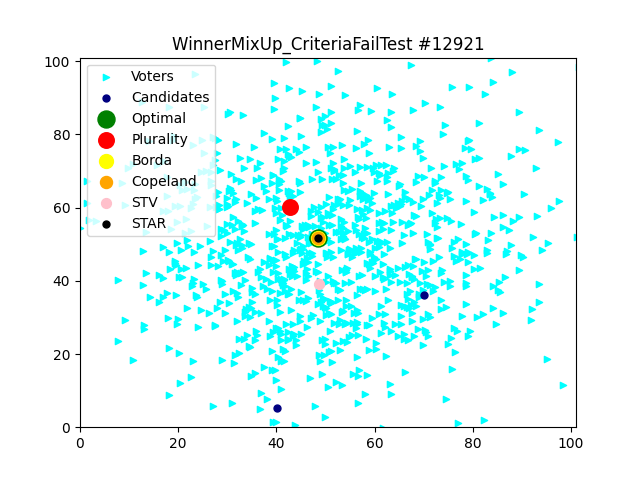 WinnerMixUp_CriteriaFailTest #12921
100
80
60
40
20
0
0
20
40
60
80
100
Voters
Candidates
Optimal
Plurality
Borda
Copeland
STV
STAR